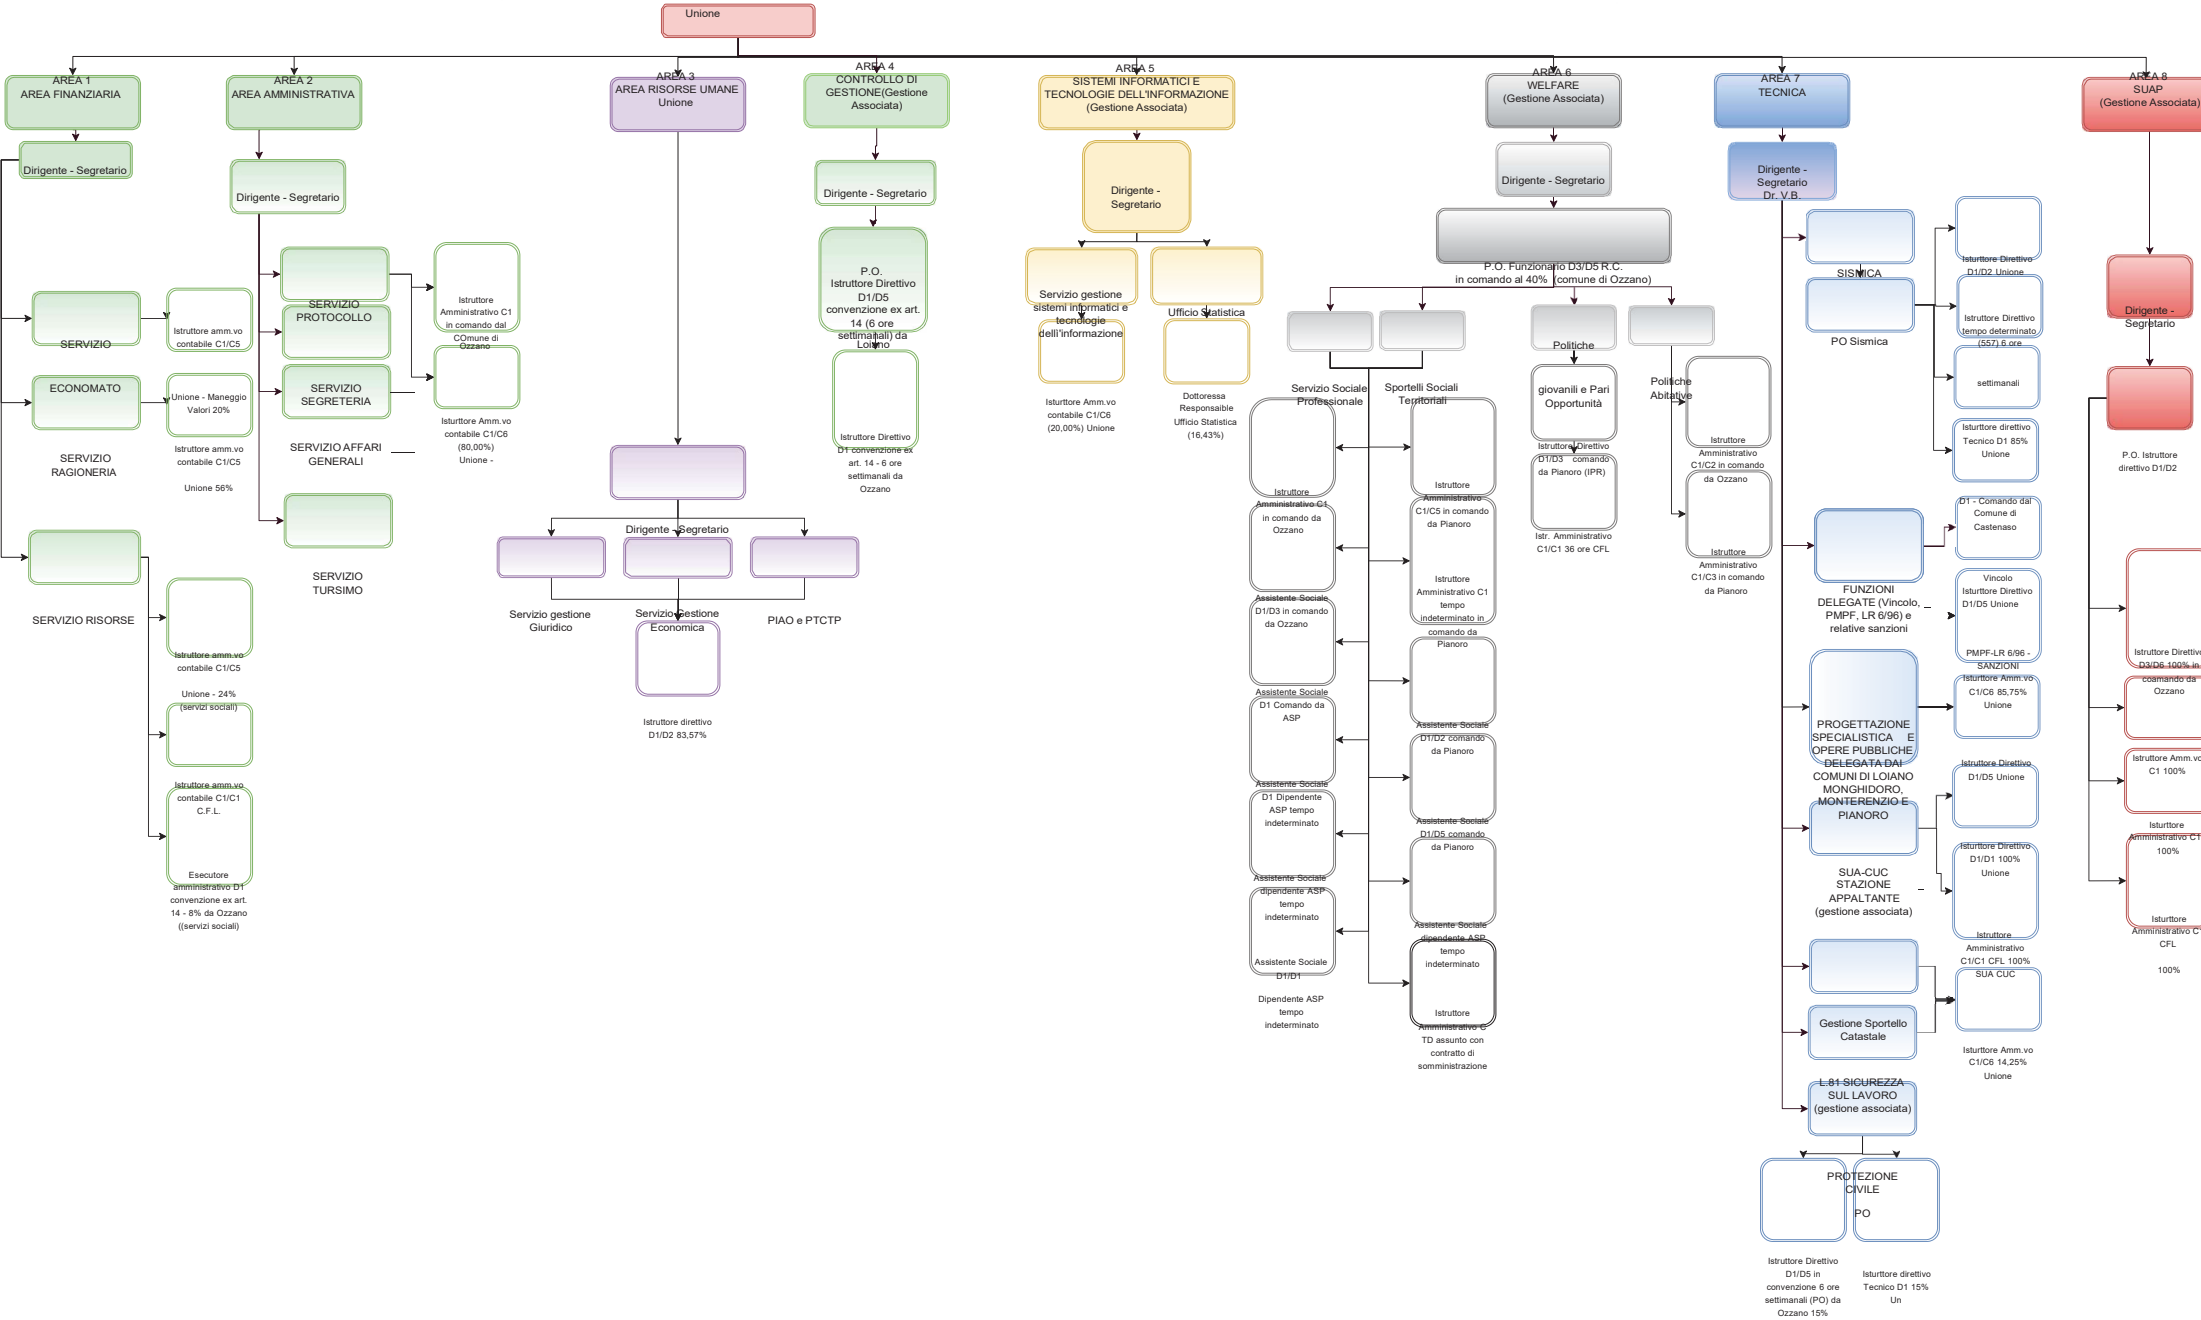 Unione
AREA 1
AREA FINANZIARIA
Dirigente - Segretario
SERVIZIO
ECONOMATO
SERVIZIO
RAGIONERIA
SERVIZIO RISORSE
Istruttore amm.vo
contabile C1/C5
Unione - Maneggio
Valori 20%
Istruttore amm.vo
contabile C1/C5
Unione 56%
Istruttore amm.vo
contabile C1/C5
Unione - 24%
(servizi sociali)
Istruttore amm.vo
contabile C1/C1
C.F.L.
Esecutore
amministrativo D1
convenzione ex art.
14 - 8% da Ozzano
((servizi sociali)
AREA 2
AREA AMMINISTRATIVA
Dirigente - Segretario
SERVIZIO
PROTOCOLLO
SERVIZIO
SEGRETERIA
SERVIZIO AFFARI
GENERALI
SERVIZIO
TURSIMO
Istruttore
Amministrativo C1
in comando dal
COmune di
Ozzano
Isturttore Amm.vo
contabile C1/C6
(80,00%)
Unione -
AREA 3
AREA RISORSE UMANE
Unione
Dirigente - Segretario
Servizio gestione
Giuridico
Servizio Gestione
Economica
PIAO e PTCTP
Istruttore direttivo
D1/D2 83,57%
AREA 4
CONTROLLO DI
GESTIONE(Gestione
Associata)
Dirigente - Segretario
P.O.
Istruttore Direttivo
D1/D5
convenzione ex art.
14 (6 ore
settimanali) da
Loiano
Istruttore Direttivo
D1 convenzione ex
art. 14 - 6 ore
settimanali da
Ozzano
AREA 5
SISTEMI INFORMATICI E
TECNOLOGIE DELL'INFORMAZIONE
(Gestione Associata)
Dirigente -
Segretario
Servizio gestione
sistemi informatici e
tecnologie
delli'informazione
Ufficio Statistica
Isturttore Amm.vo
contabile C1/C6
(20,00%) Unione
Dottoressa
Responsaible
Ufficio Statistica
(16,43%)
AREA 6
WELFARE
(Gestione Associata)
Dirigente - Segretario
P.O. Funzionario D3/D5 R.C.
in comando al 40% (comune di Ozzano)
Servizio Sociale
Professionale
Sportelli Sociali
Territoriali
Politiche
giovanili e Pari
Opportunità
Politiche
Abitative
Istruttore
Amministrativo C1
in comando da
Ozzano
Assistente Sociale
D1/D3 in comando
da Ozzano
Assistente Sociale
D1 Comando da
ASP
Assistente Sociale
D1 Dipendente
ASP tempo
indeterminato
Assistente Sociale
dipendente ASP
tempo
indeterminato
Assistente Sociale
D1/D1
Dipendente ASP
tempo
indeterminato
Istruttore
Amministrativo
C1/C5 in comando
da Pianoro
Istruttore
Amministrativo C1
tempo
indeterminato in
comando da
Pianoro
Assistente Sociale
D1/D2 comando
da Pianoro
Assistente Sociale
D1/D5 comando
da Pianoro
Assistente Sociale
dipendente ASP
tempo
indeterminato
Istruttore
Amministrativo C
TD assunto con
contratto di
somministrazione
Istruttore Direttivo
D1/D3 comando
da Pianoro (IPR)
Istr. Amministrativo
C1/C1 36 ore CFL
Istruttore
Amministrativo
C1/C2 in comando
da Ozzano
Istruttore
Amministrativo
C1/C3 in comando
da Pianoro
AREA 7
TECNICA
Dirigente -
Segretario
Dr. V.B.
SISMICA
PO Sismica
Isturttore Direttivo
D1/D2 Unione
Isturttore Direttivo
tempo determinato
(557) 6 ore
settimanali
Isturttore direttivo
Tecnico D1 85%
Unione
D1 - Comando dal
Comune di
Castenaso
FUNZIONI
DELEGATE (Vincolo,
PMPF, LR 6/96) e
relative sanzioni
Vincolo
Isturttore Direttivo
D1/D5 Unione
PMPF-LR 6/96 -
SANZIONI
Isturttore Amm.vo
C1/C6 85,75%
Unione
PROGETTAZIONE
SPECIALISTICA E
OPERE PUBBLICHE
DELEGATA DAI
COMUNI DI LOIANO
MONGHIDORO,
MONTERENZIO E
PIANORO
Isturttore Direttivo
D1/D5 Unione
Isturttore Direttivo
D1/D1 100%
Unione
SUA-CUC
STAZIONE
APPALTANTE
(gestione associata)
Istruttore
Amministrativo
C1/C1 CFL 100%
SUA CUC
Gestione Sportello
Catastale
Isturttore Amm.vo
C1/C6 14,25%
Unione
L.81 SICUREZZA
SUL LAVORO
(gestione associata)
PROTEZIONE
CIVILE
PO
Istruttore Direttivo
D1/D5 in
convenzione 6 ore
settimanali (PO) da
Ozzano 15%
Isturttore direttivo
Tecnico D1 15%
Un
AREA 8
SUAP
(Gestione Associata)
Dirigente -
Segretario
P.O. Istruttore
direttivo D1/D2
Istruttore Direttivo
D3/D6 100% in
coamando da
Ozzano
Istruttore Amm.vo
C1 100%
Isturttore
Amministrativo C1
100%
Isturttore
Amministrativo C1
CFL
100%